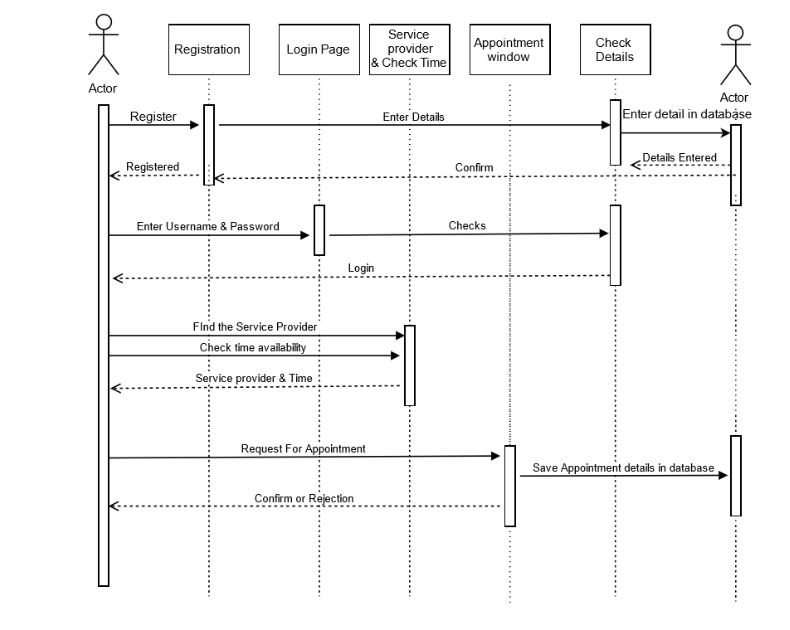 Registration
Login Page
Service
provider
& Check Time
Appointment
window
Check
Details
Actor
Actor
Register
Enter Details
Enter detail in database
Registered
Confirm
Details Entered
Enter Username & Password
Checks
Login
FInd the Service Provider
Check time availability
Service provider & Time
Request For Appointment
Save Appointment details in database
Confirm or Rejection